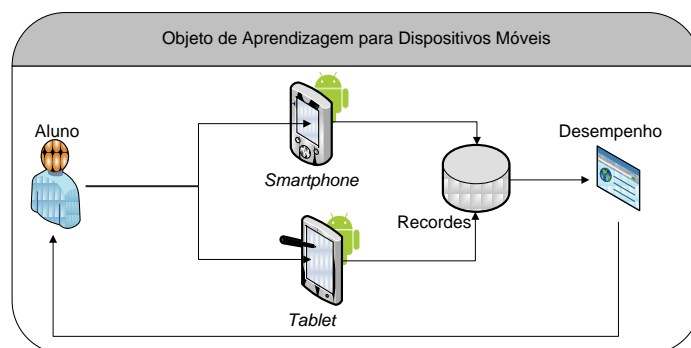 Objeto de Aprendizagem para Dispositivos Móveis
Aluno
Smartphone
Desempenho
Recordes
Tablet